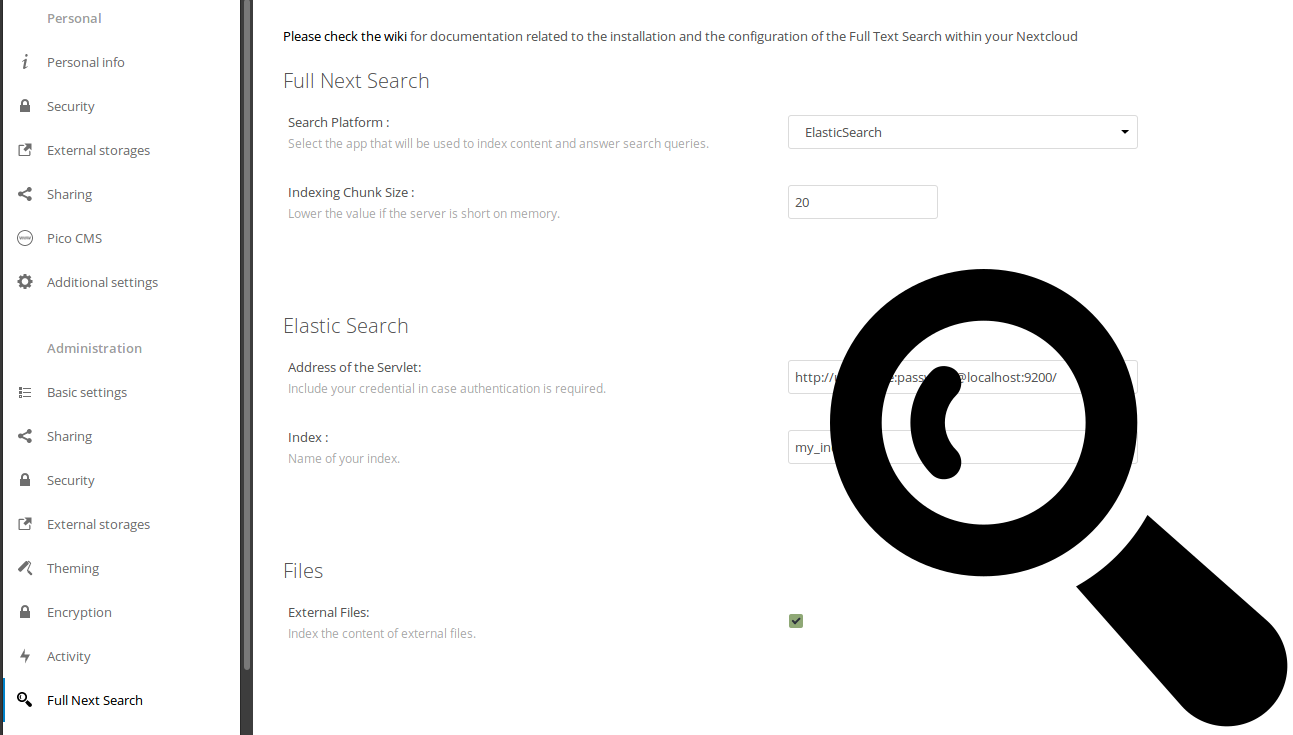 Personal
Personal info
Security
External storages
Sharing
Pico CMS
Additional settings
Administration
Basic settings
Sharing
Security
External storages
Theming
Encryption
Activity
Full Next Search
Please check the wiki for documentation related to the installation and the configuration of the Full Text Search within your Nextcloud
Full Next Search
Search Platform :
Select the app that will be used to index content and answer search queries.
ElasticSearch
Indexing Chunk Size :
Lower the value if the server is short on memory.
20
Elastic Search
Address of the Servlet:
Include your credential in case authentication is required.
http:// @localhost:9200/
Index :
Name of your index.
Files
External Files:
Index the content of external files.